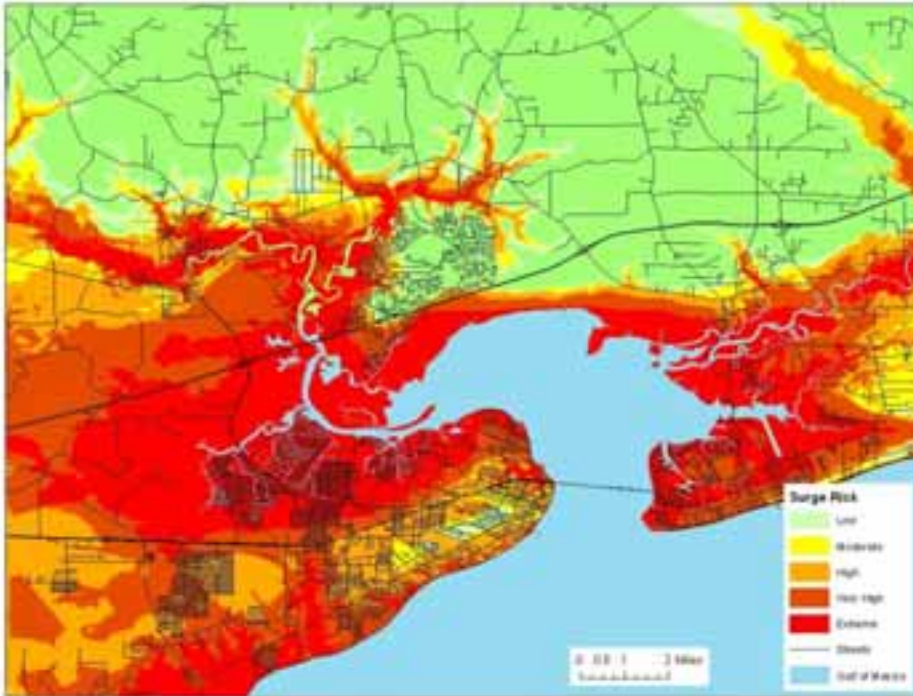 Surge Risk
Low
Moderate
High
Very High
Extreme
Streets
Gulf of Mexico
0 0.5 1 2 Miles